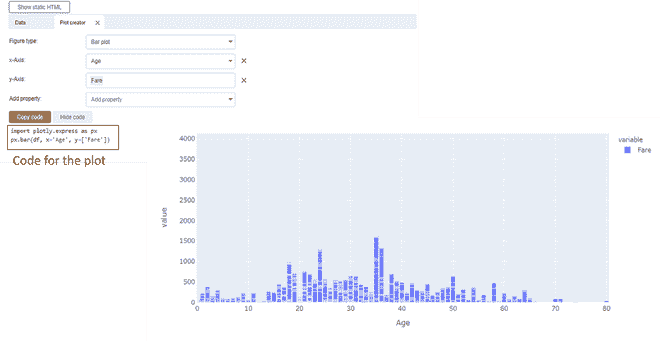 Show static HTML
Data
Plot creator ×
Figure type:
Bar plot
x-Axis:
Age ×
y-Axis:
Fare ×
Add property:
Add property
Copy code
Hide code
import plotly.express as px
px.bar(df, x='Age', y=['Fare'])
Code for the plot
variable
Fare
value
4000
3500
3000
2500
2000
1500
1000
500
0
0 10 20 30 40 50 60 70 80
Age